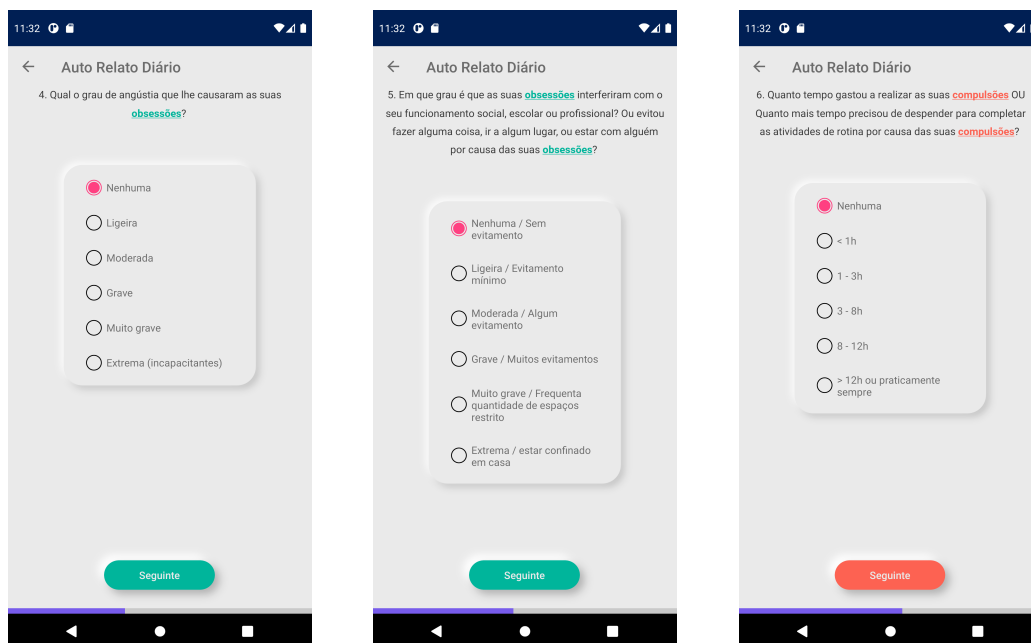 11:32
Auto Relato Diário
4. Qual o grau de angústia que lhe causaram as suas
obsessões?
Nenhuma
Ligeira
Moderada
Grave
Muito grave
Extrema (incapacitantes)
Seguinte
11:32
Auto Relato Diário
5. Em que grau é que as suas obsessões interferiram com o
seu funcionamento social, escolar ou profissional? Ou evitou
fazer alguma coisa, ir a algum lugar, ou estar com alguém
por causa das suas obsessões?
Nenhuma / Sem
evitamento
Ligeira / Evitamento
mínimo
Moderada / Algum
evitamento
Grave / Muitos evitamentos
Muito grave / Frequenta
quantidade de espaços
restrito
Extrema / estar confinado
em casa
Seguinte
11:32
Auto Relato Diário
6. Quanto tempo gastou a realizar as suas compulsões OU
Quanto mais tempo precisou de despender para completar
as atividades de rotina por causa das suas compulsões?
Nenhuma
< 1h
1 - 3h
3 - 8h
8 - 12h
> 12h ou praticamente
sempre
Seguinte